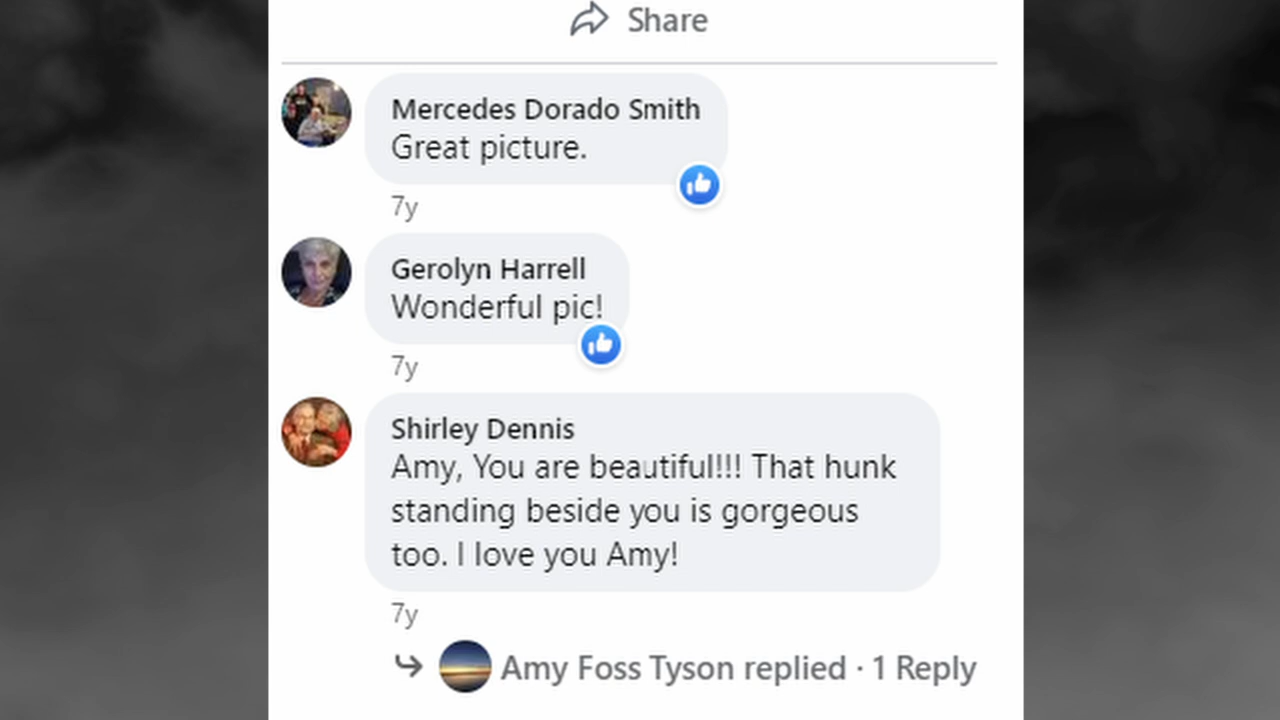 Share
Mercedes Dorado Smith
Great picture.
7y
Gerolyn Harrell
Wonderful pic!
7y
Shirley Dennis
Amy, You are beautiful!!! That hunk
standing beside you is gorgeous
too. I love you Amy!
7y
Amy Foss Tyson replied · 1 Reply